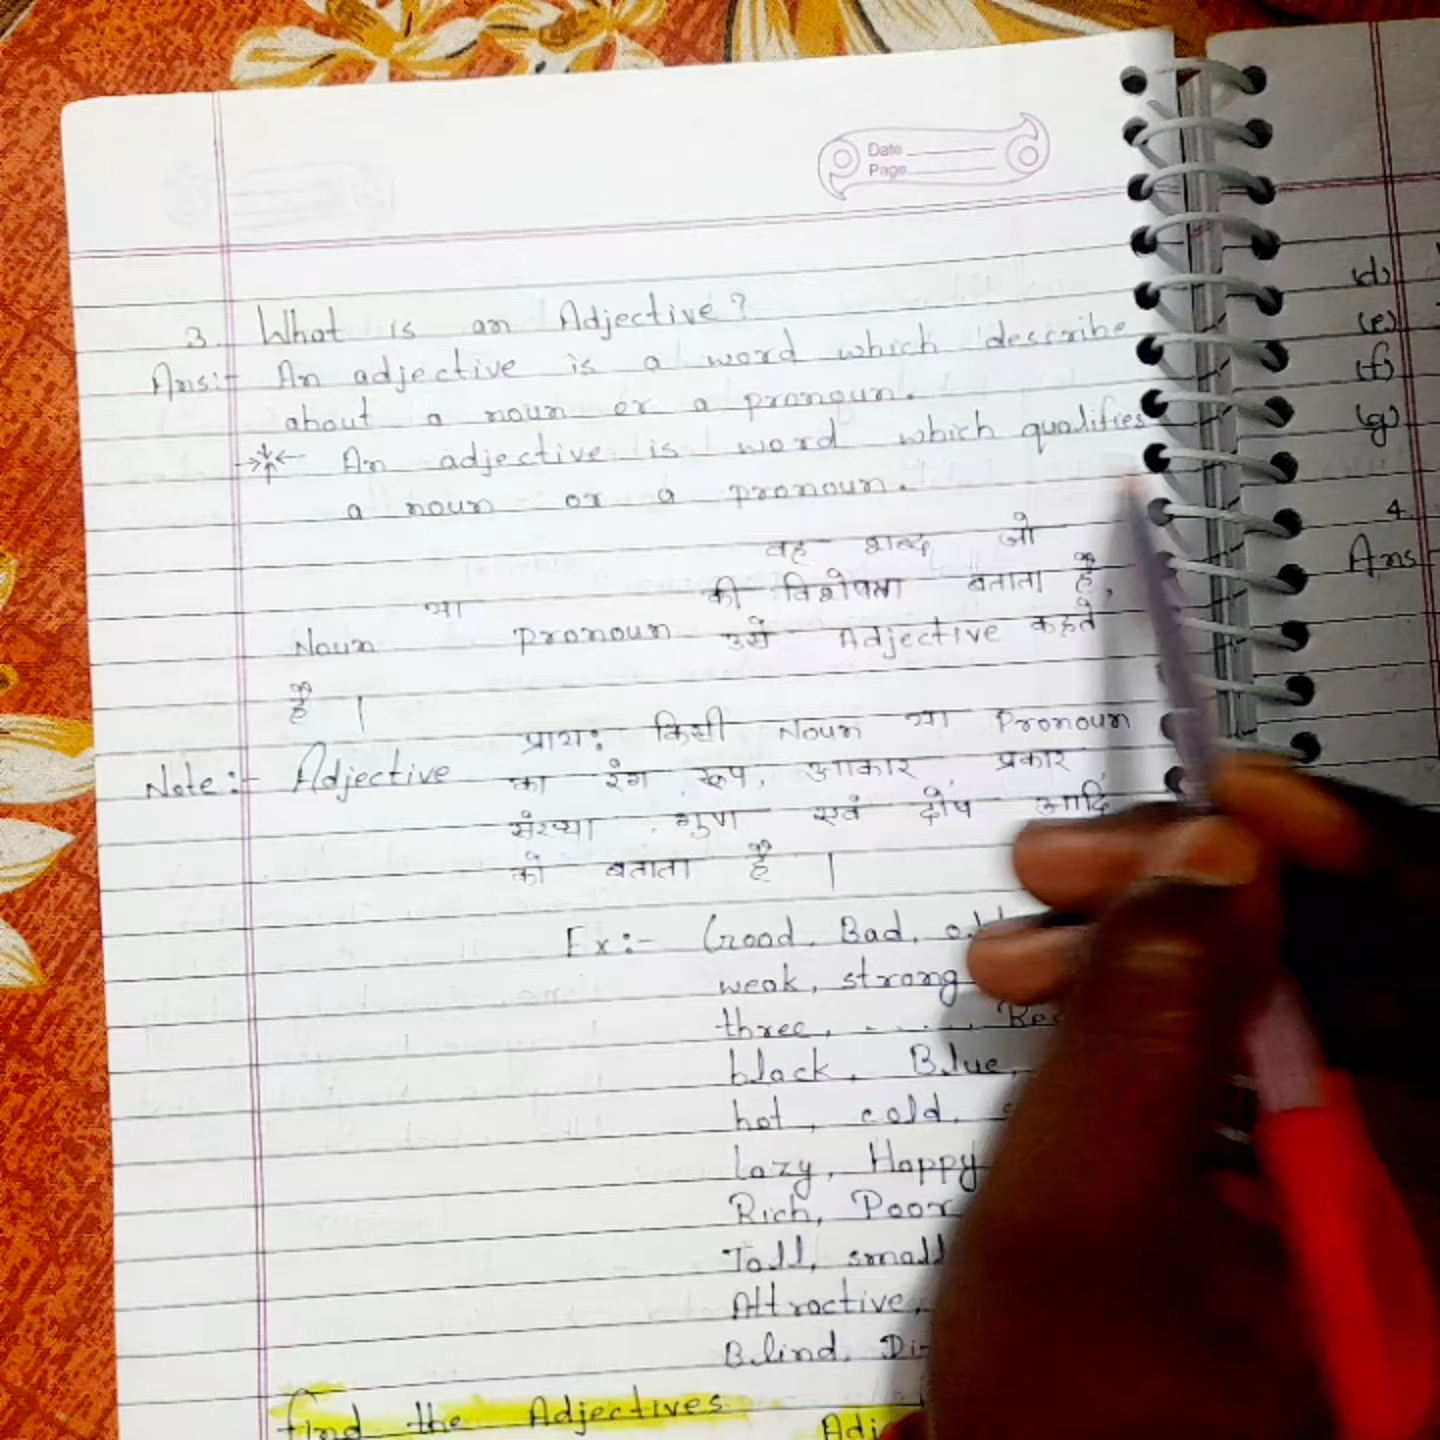 Date
Page
3. What is an Adjective?
Ans:- An adjective is a word which describe
about a noun or a pronoun.
An adjective is word which qualifies
a noun or a pronoun.
वह शब्द जो
Noun या Pronoun की विशेषता बताता है,
उसे Adjective कहते
है |
Note:- Adjective प्रायः किसी Noun या Pronoun
का रंग, रूप, आकार, प्रकार
संख्या, गुण एवं दोष आदि
को बताता है |
Ex:- Good, Bad,
weak, strong
three, .....,
black, Blue,
hot, cold,
lazy, Happy
Rich, Poor
Tall, small
Attractive,
Blind,
find the Adjectives
(d)
(e)
(f)
(g)
4.
Ans